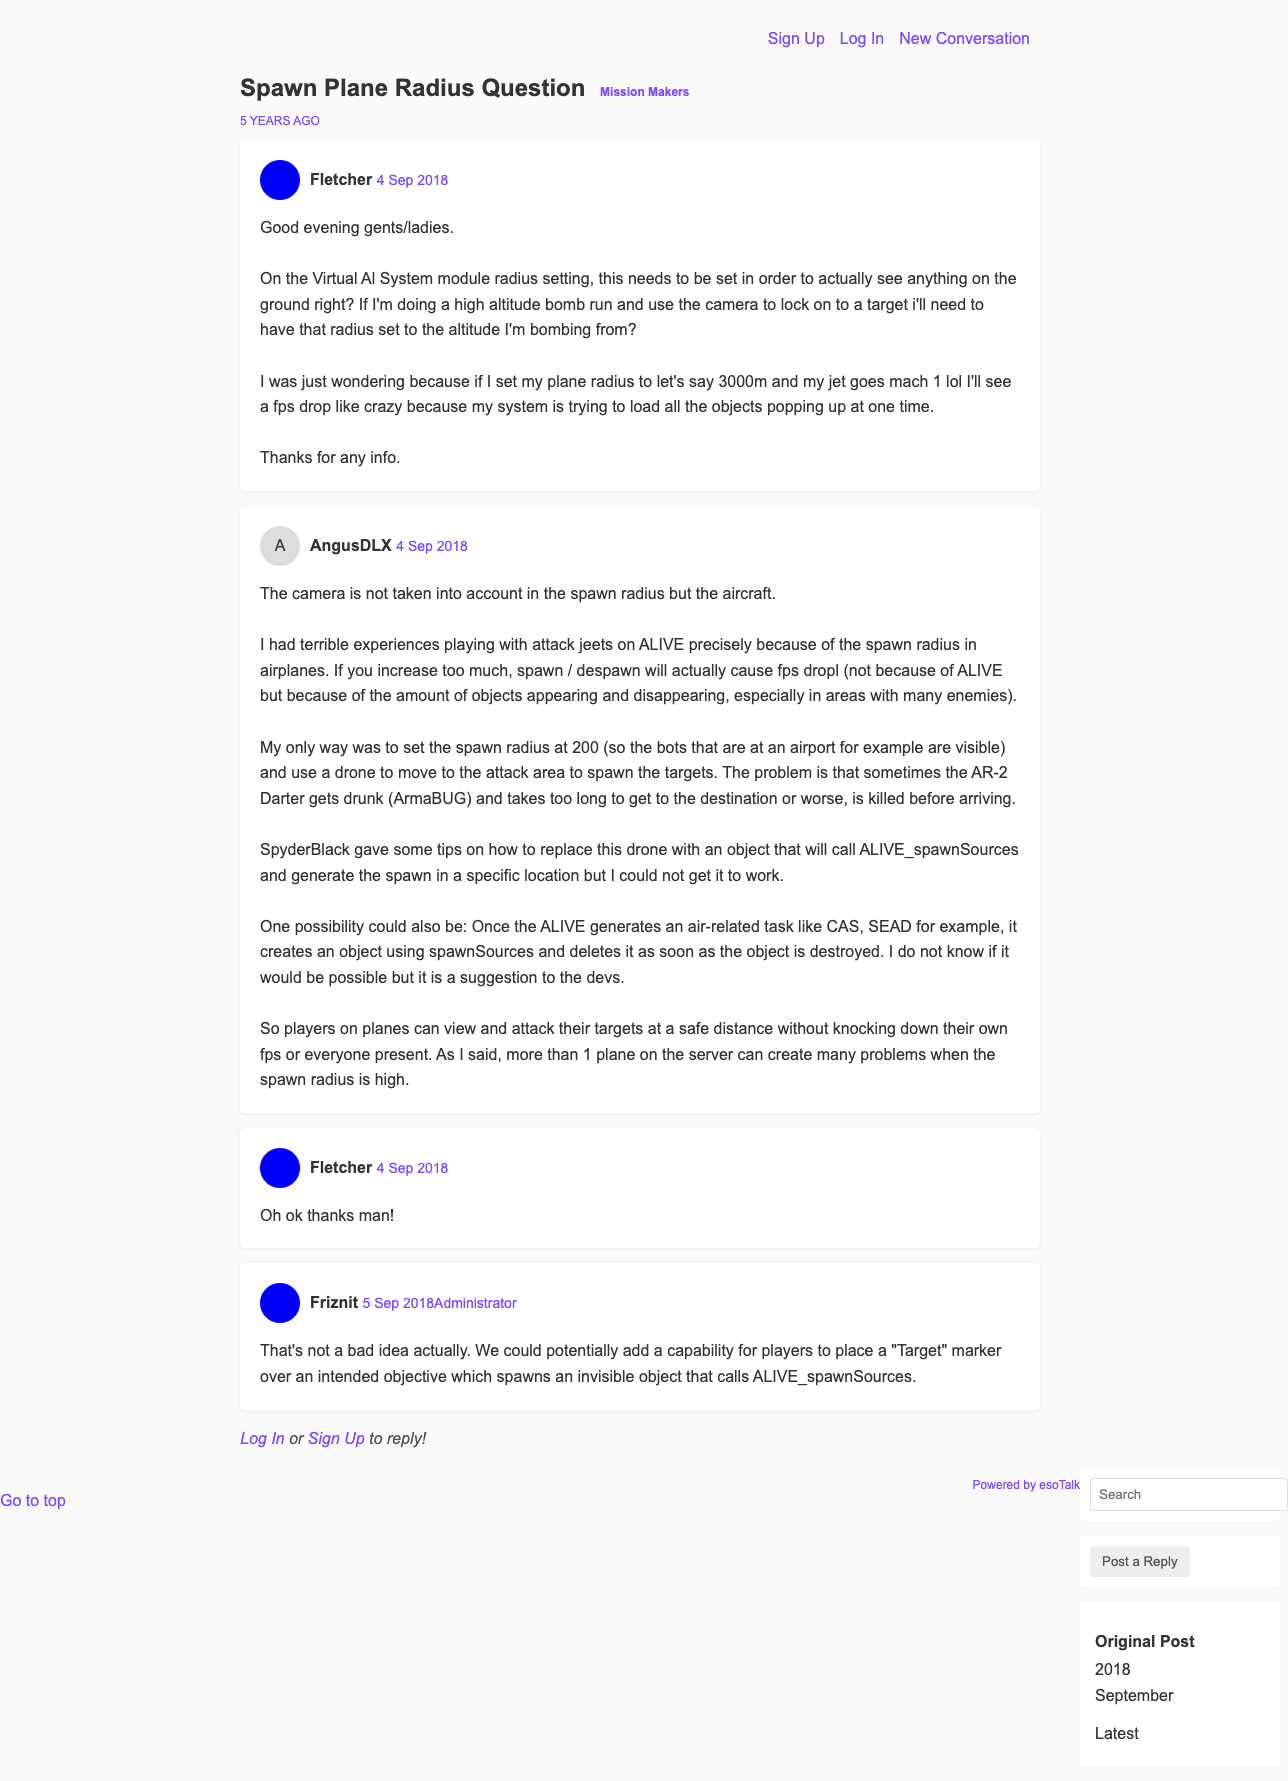 Sign Up Log In New Conversation
Spawn Plane Radius Question Mission Makers
5 YEARS AGO
Fletcher 4 Sep 2018
Good evening gents/ladies.
On the Virtual AI System module radius setting, this needs to be set in order to actually see anything on the
ground right? If I'm doing a high altitude bomb run and use the camera to lock on to a target i'll need to
have that radius set to the altitude I'm bombing from?
I was just wondering because if I set my plane radius to let's say 3000m and my jet goes mach 1 lol I'll see
a fps drop like crazy because my system is trying to load all the objects popping up at one time.
Thanks for any info.
A AngusDLX 4 Sep 2018
The camera is not taken into account in the spawn radius but the aircraft.
I had terrible experiences playing with attack jeets on ALIVE precisely because of the spawn radius in
airplanes. If you increase too much, spawn / despawn will actually cause fps dropl (not because of ALIVE
but because of the amount of objects appearing and disappearing, especially in areas with many enemies).
My only way was to set the spawn radius at 200 (so the bots that are at an airport for example are visible)
and use a drone to move to the attack area to spawn the targets. The problem is that sometimes the AR-2
Darter gets drunk (ArmaBUG) and takes too long to get to the destination or worse, is killed before arriving.
SpyderBlack gave some tips on how to replace this drone with an object that will call ALIVE_spawnSources
and generate the spawn in a specific location but I could not get it to work.
One possibility could also be: Once the ALIVE generates an air-related task like CAS, SEAD for example, it
creates an object using spawnSources and deletes it as soon as the object is destroyed. I do not know if it
would be possible but it is a suggestion to the devs.
So players on planes can view and attack their targets at a safe distance without knocking down their own
fps or everyone present. As I said, more than 1 plane on the server can create many problems when the
spawn radius is high.
Fletcher 4 Sep 2018
Oh ok thanks man!
Friznit 5 Sep 2018Administrator
That's not a bad idea actually. We could potentially add a capability for players to place a "Target" marker
over an intended objective which spawns an invisible object that calls ALIVE_spawnSources.
Log In or Sign Up to reply!
Go to top
Powered by esoTalk
Search
Post a Reply
Original Post
2018
September
Latest